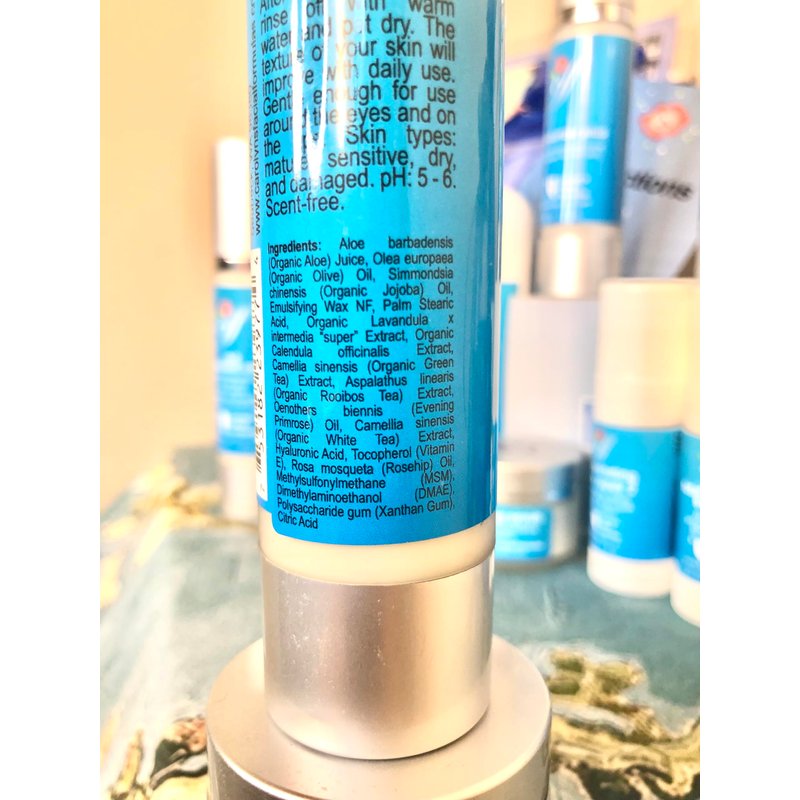 rinse off with warm
water and pat dry. The
texture of your skin will
improve with daily use.
Gentle enough for use
around the eyes and on
the Skin types:
mature, sensitive, dry,
and damaged. pH: 5 - 6.
Scent-free.
Ingredients: Aloe barbadensis
(Organic Aloe) Juice, Olea europaea
(Organic Olive) Oil, Simmondsia
chinensis (Organic Jojoba) Oil,
Emulsifying Wax NF, Palm Stearic
Acid, Organic Lavandula x
intermedia "super" Extract, Organic
Calendula officinalis Extract,
Camellia sinensis (Organic Green
Tea) Extract, Aspalathus linearis
(Organic Rooibos Tea) Extract,
Oenothers biennis (Evening
Primrose) Oil, Camellia sinensis
(Organic White Tea) Extract,
Hyaluronic Acid, Tocopherol (Vitamin
E), Rosa mosqueta (Rosehip) Oil,
Methylsulfonylmethane (MSM),
Dimethylaminoethanol (DMAE),
Polysaccharide gum (Xanthan Gum),
Citric Acid